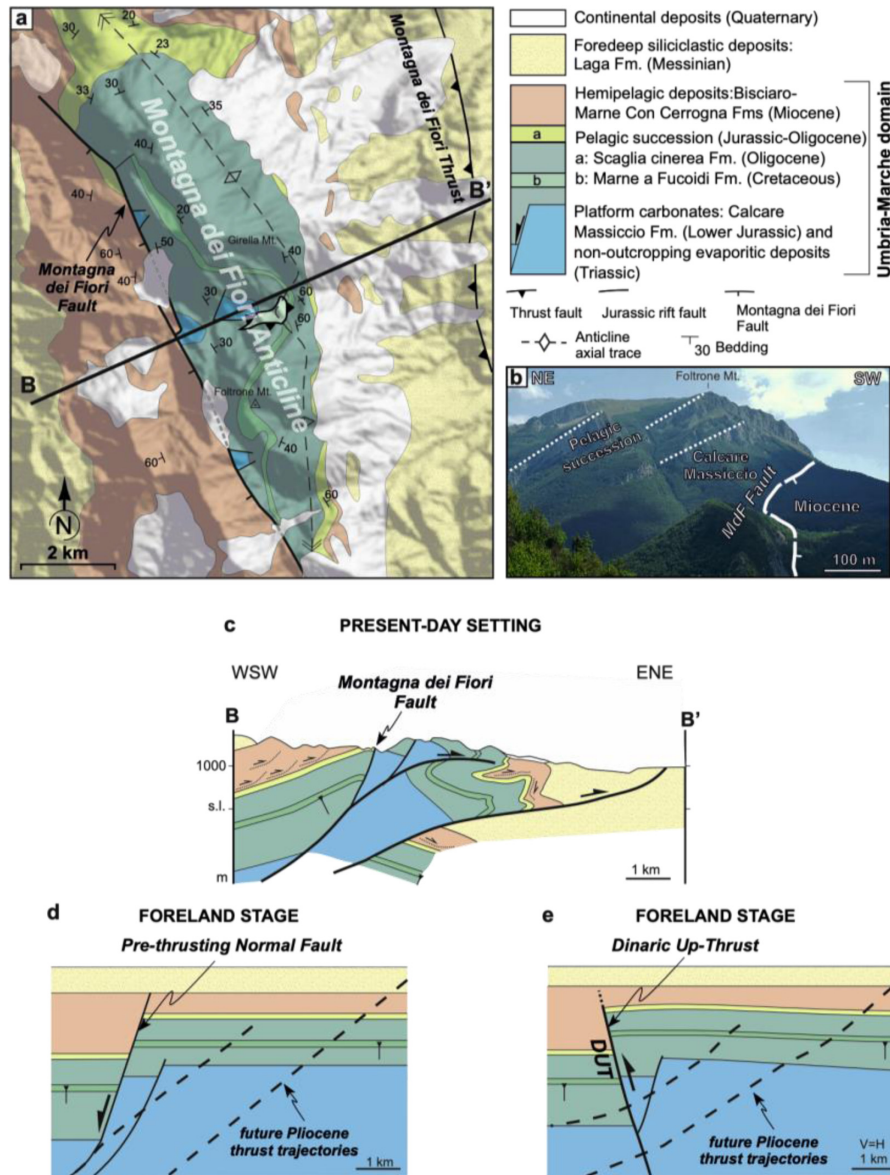 a
20
30
23
30
33
35
40
40
20
B'
Montagna dei Fiori Thrust
Montagna dei Fiori Anticline
Girella Mt.
50
40
Montagna
dei Fiori
Fault
60
40
30
60
60
30
B
Foltrone Mt.
40
60
60
N
2 km
Continental deposits (Quaternary)
Foredeep siliciclastic deposits:
Laga Fm. (Messinian)
Hemipelagic deposits:Bisciaro-
Marne Con Cerrogna Fms (Miocene)
a
Pelagic succession (Jurassic-Oligocene)
a: Scaglia cinerea Fm. (Oligocene)
b
b: Marne a Fucoidi Fm. (Cretaceous)
Platform carbonates: Calcare
Massiccio Fm. (Lower Jurassic) and
non-outcropping evaporitic deposits
(Triassic)
Umbria-Marche domain
Thrust fault
Jurassic rift fault
Montagna dei Fiori
Fault
Anticline
axial trace
30 Bedding
b
NE
Foltrone Mt.
SW
Pelagic
succession
Calcare
Massiccio
MdF Fault
Miocene
100 m
c
PRESENT-DAY SETTING
WSW
ENE
Montagna dei Fiori
Fault
B
B'
1000
s.l.
m
1 km
d
FORELAND STAGE
Pre-thrusting Normal Fault
future Pliocene
thrust trajectories
1 km
e
FORELAND STAGE
Dinaric Up-Thrust
DUT
future Pliocene
thrust trajectories
V=H
1 km